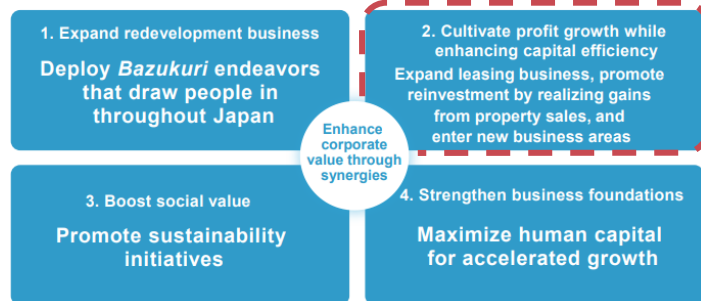 1. Expand redevelopment business
Deploy Bazukuri endeavors
that draw people in
throughout Japan
2. Cultivate profit growth while
enhancing capital efficiency
Expand leasing business, promote
reinvestment by realizing gains
from property sales, and
enter new business areas
Enhance
corporate
value through
synergies
3. Boost social value
Promote sustainability
initiatives
4. Strengthen business foundations
Maximize human capital
for accelerated growth